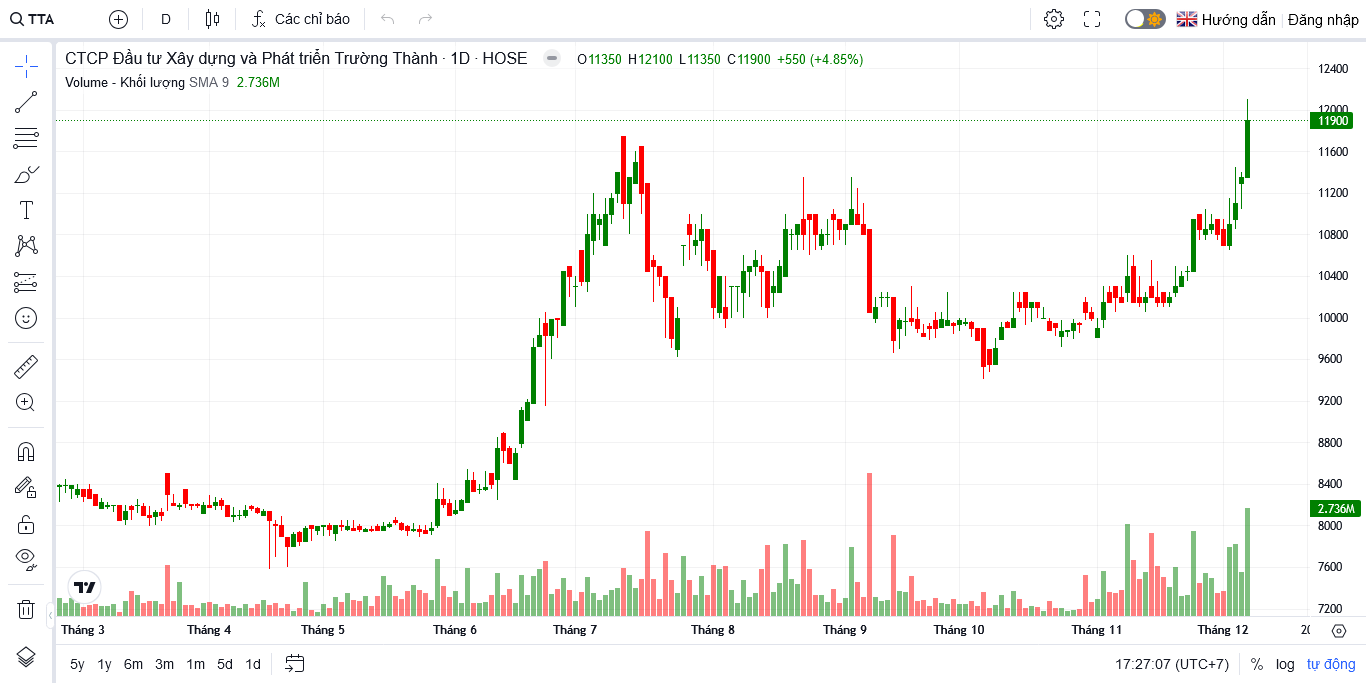 TTA D Các chỉ báo Hướng dẫn Đăng nhập
CTCP Đầu tư Xây dựng và Phát triển Trường Thành · 1D · HOSE O11350 H12100 L11350 C11900 +550 (+4.85%)
Volume - Khối lượng SMA 9 2.736M
12400
12000
11900
11600
11200
10800
10400
10000
9600
9200
8800
8400
2.736M
8000
7600
7200
Tháng 3 Tháng 4 Tháng 5 Tháng 6 Tháng 7 Tháng 8 Tháng 9 Tháng 10 Tháng 11 Tháng 12
5y 1y 6m 3m 1m 5d 1d 17:27:07 (UTC+7) % log tự động